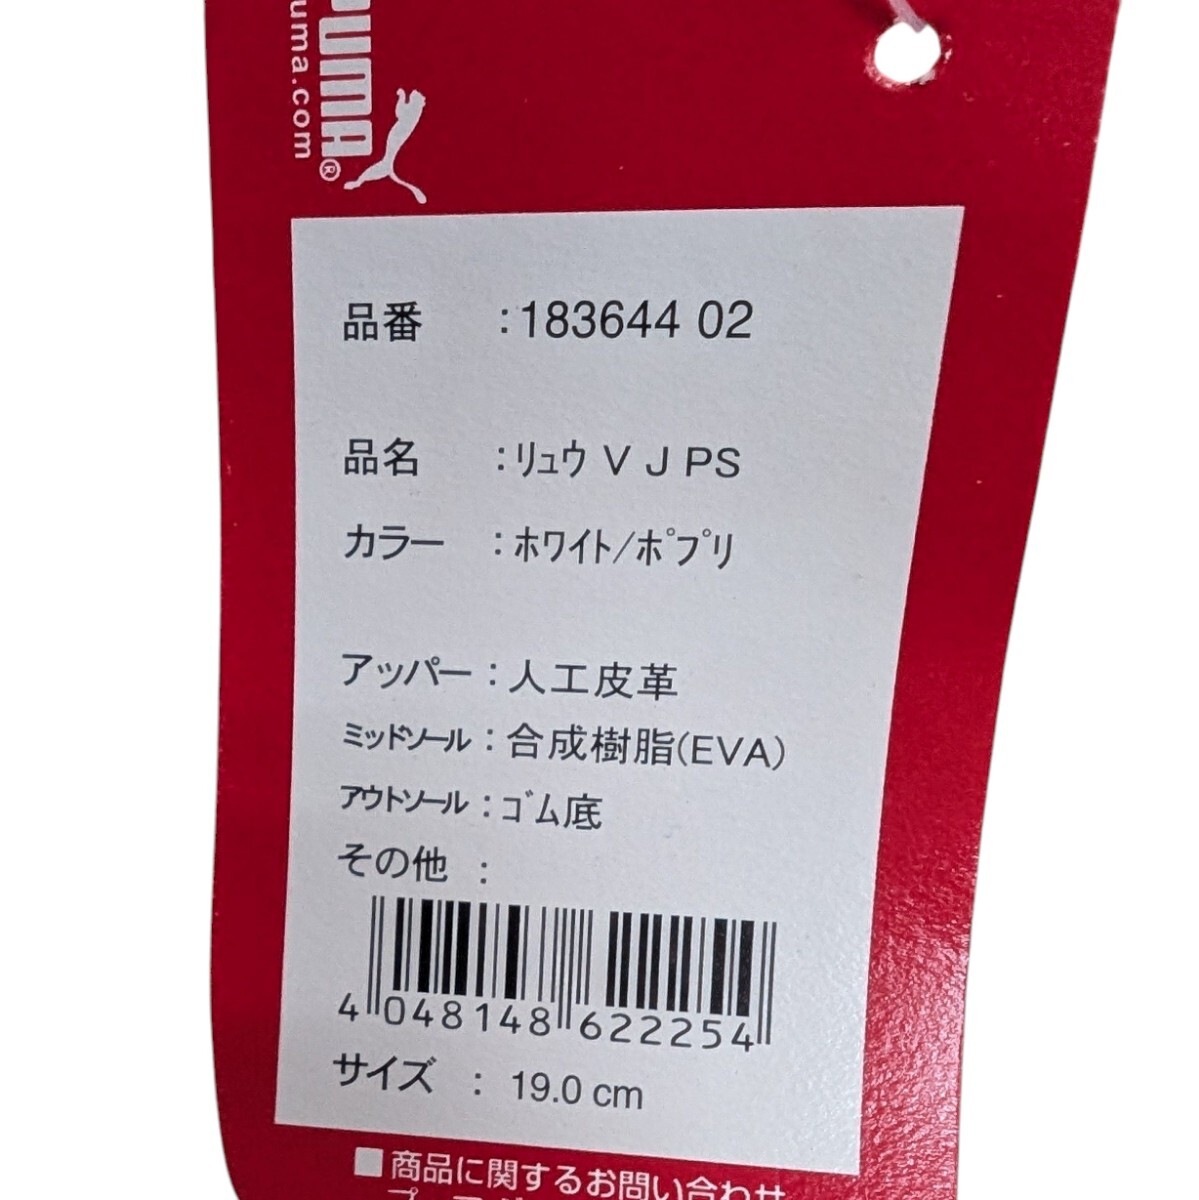 PUMA®
uma.com
品番 : 183644 02
品名 : リュウ V J PS
カラー : ホワイト/ポプリ
アッパー : 人工皮革
ミッドソール : 合成樹脂(EVA)
アウトソール : ゴム底
その他 :
4 048148 622254
サイズ : 19.0 cm
■商品に関するお問い合わせ